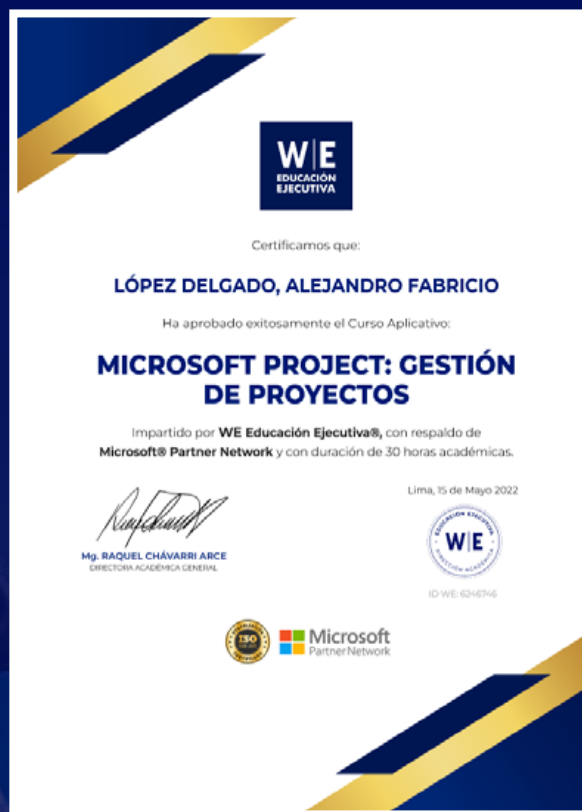 W|E
EDUCACIÓN
EJECUTIVA
Certificamos que:
LÓPEZ DELGADO, ALEJANDRO FABRICIO
Ha aprobado exitosamente el Curso Aplicativo:
MICROSOFT PROJECT: GESTIÓN
DE PROYECTOS
Impartido por WE Educación Ejecutiva®, con respaldo de
Microsoft® Partner Network y con duración de 30 horas académicas.
Lima, 15 de Mayo 2022
Mg. RAQUEL CHÁVARRI ARCE
DIRECTORA ACADÉMICA GENERAL
EDUCACIÓN EJECUTIVA
W|E
DIRECCIÓN ACADÉMICA
ID WE: 6246746
ISO
Microsoft
Partner Network